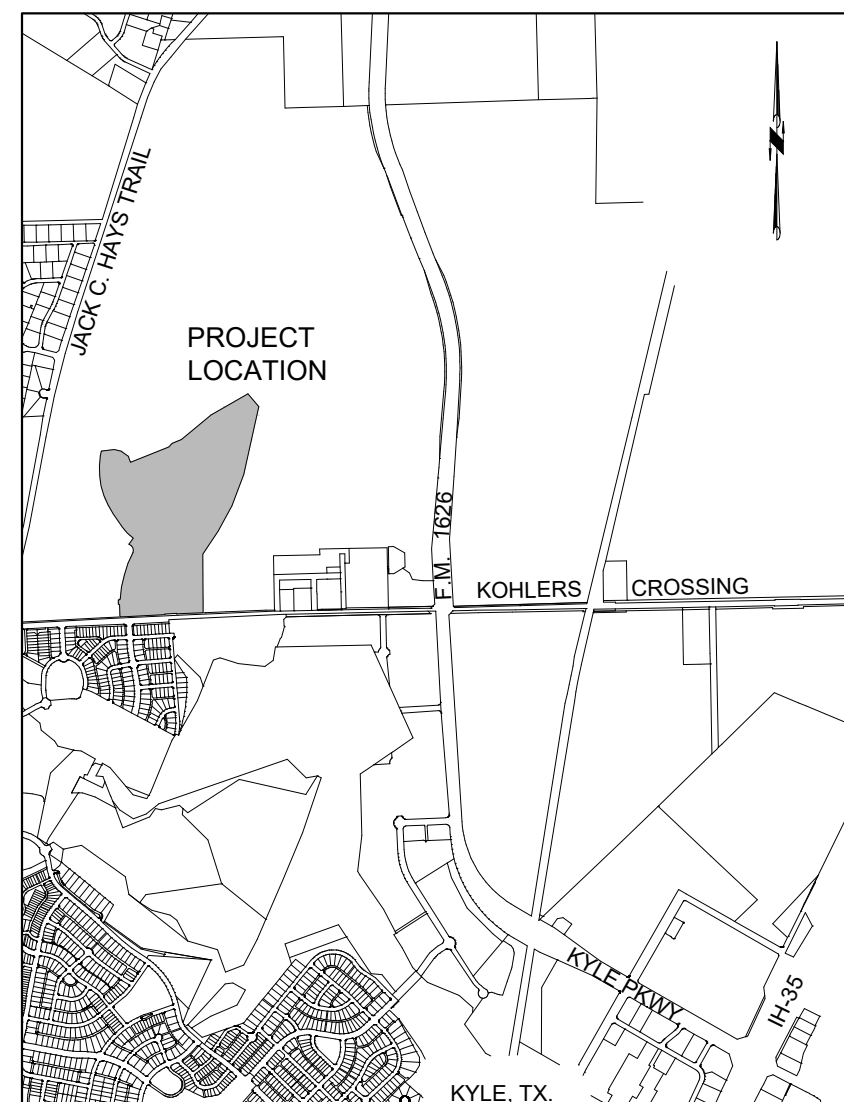 JACK C. HAYS TRAIL
PROJECT
LOCATION
F.M. 1626
KOHLERS CROSSING
KYLE PKWY
IH-35
KYLE, TX.
N